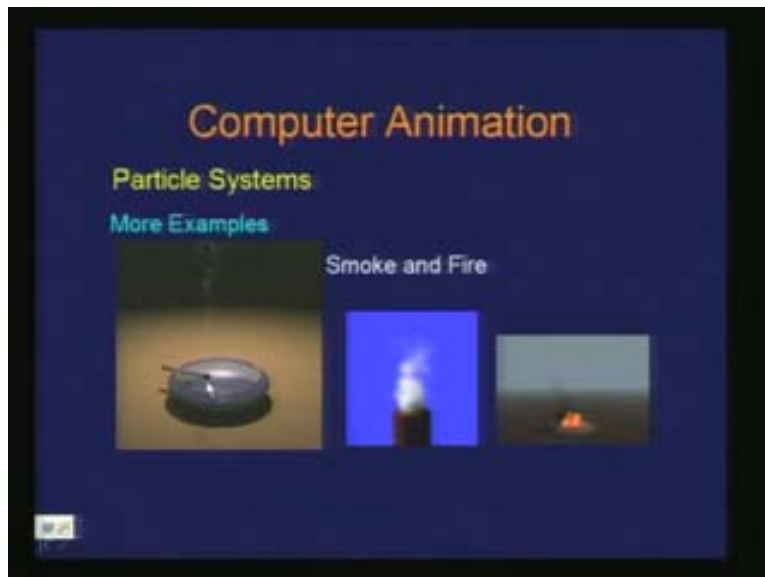 Computer Animation
Particle Systems
More Examples
Smoke and Fire